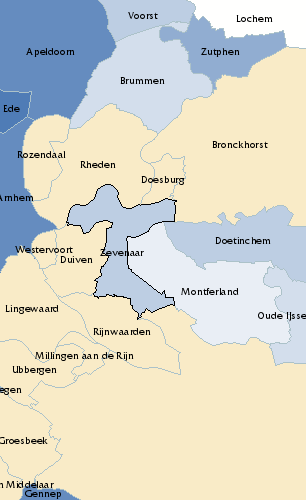 Voorst
Lochem
Apeldoorn
Zutphen
Brummen
Ede
Bronckhorst
Rozendaal
Rheden
Doesburg
Arnhem
Doetinchem
Westervoort
Zevenaar
Duiven
Montferland
Lingewaard
Oude IJsse
Rijnwaarden
Millingen aan de Rijn
Ubbergen
egen
Groesbeek
n Middelaar
Gennep